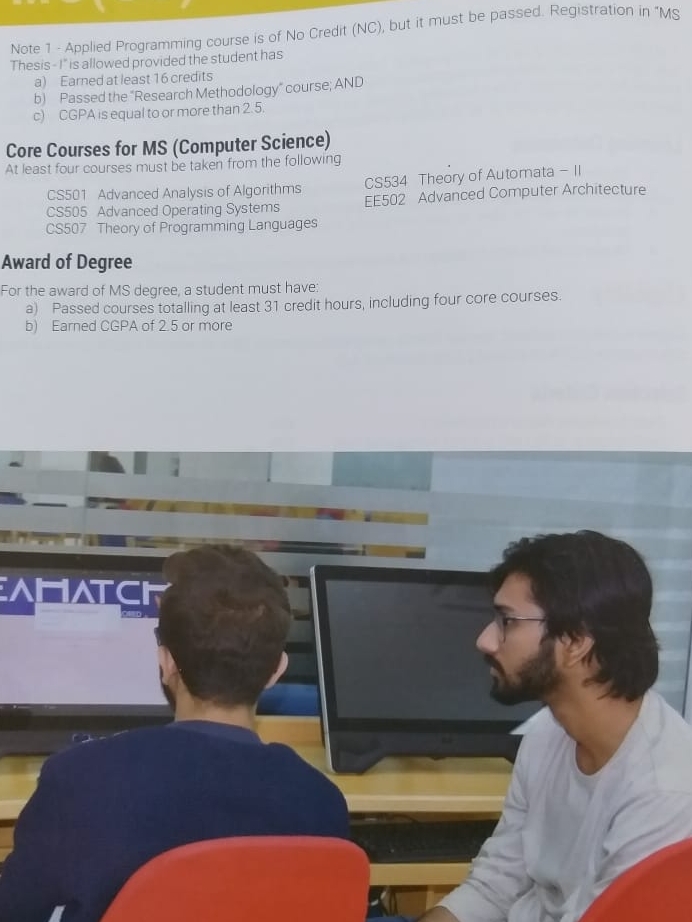 Note 1 - Applied Programming course is of No Credit (NC), but it must be passed. Registration in "MS
Thesis - I" is allowed provided the student has
a) Earned at least 16 credits
b) Passed the "Research Methodology" course; AND
c) CGPA is equal to or more than 2.5.
Core Courses for MS (Computer Science)
At least four courses must be taken from the following
CS501 Advanced Analysis of Algorithms
CS505 Advanced Operating Systems
CS507 Theory of Programming Languages
CS534 Theory of Automata – II
EE502 Advanced Computer Architecture
Award of Degree
For the award of MS degree, a student must have:
a) Passed courses totalling at least 31 credit hours, including four core courses.
b) Earned CGPA of 2.5 or more